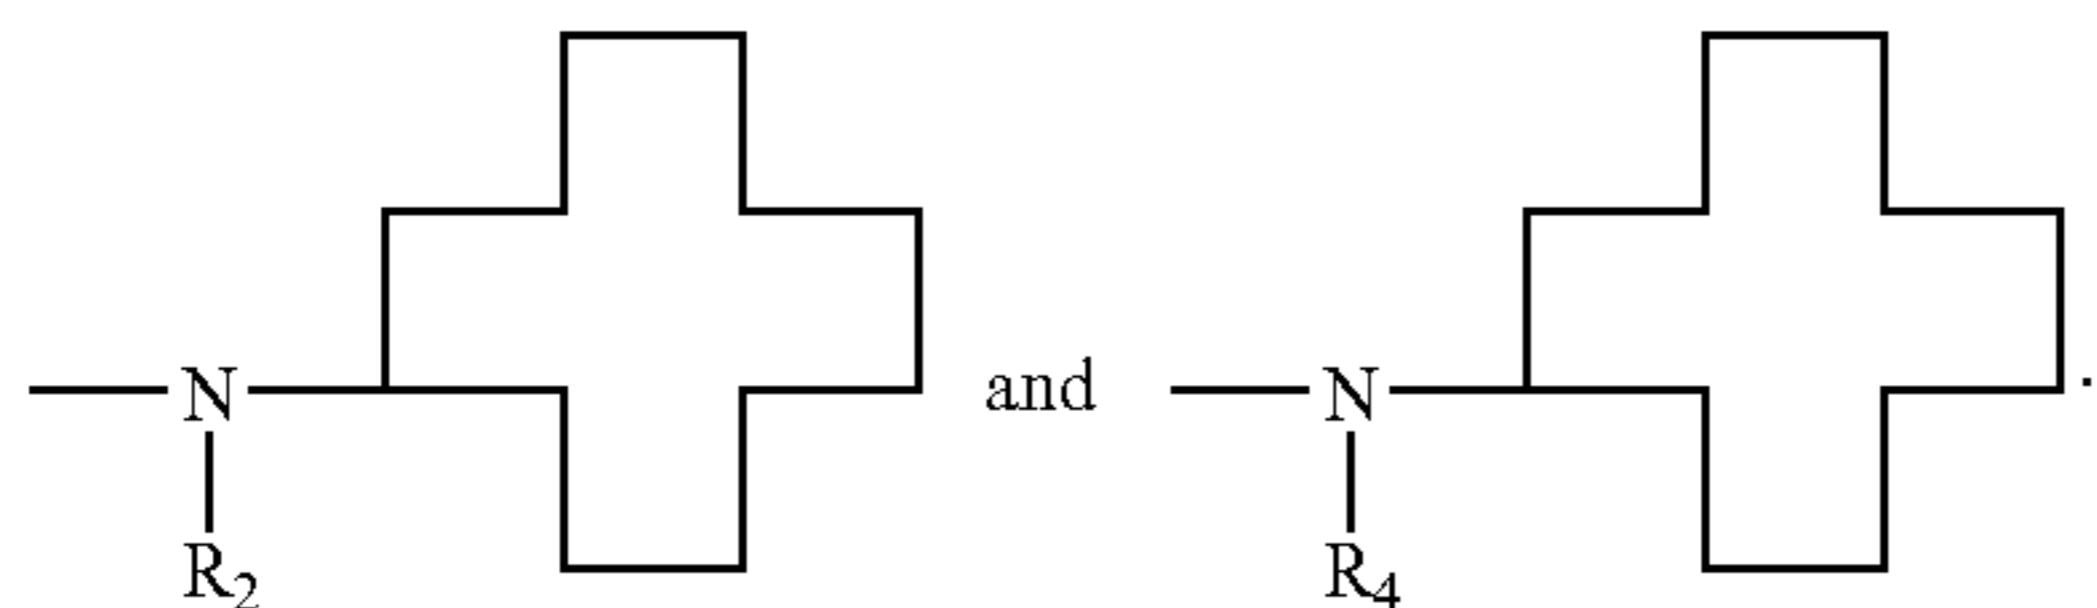 N and N .
R₂ R₄